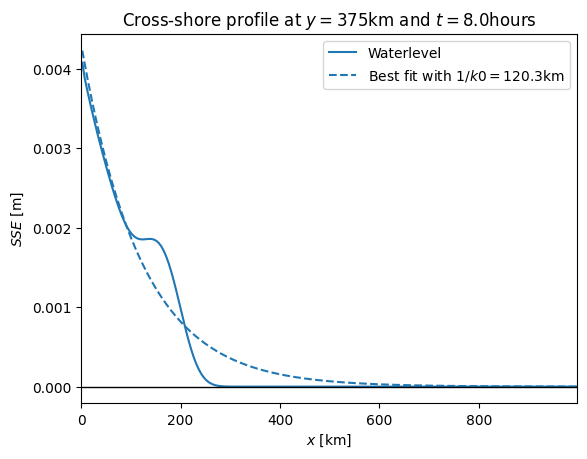 Cross-shore profile at y = 375km and t = 8.0hours
Waterlevel
Best fit with 1/k0 = 120.3km
SSE [m]
0.004
0.003
0.002
0.001
0.000
0
200
400
600
800
x [km]